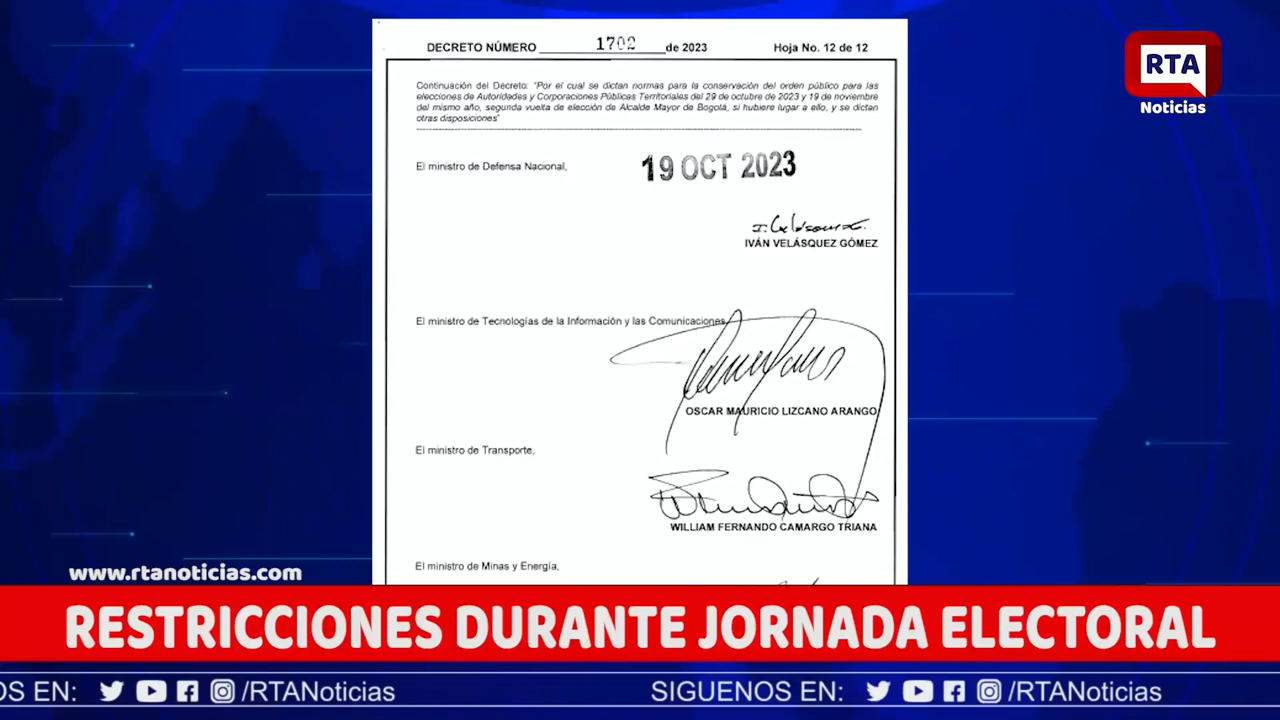 DECRETO NÚMERO 1702 de 2023 Hoja No. 12 de 12
RTA
Noticias
Continuación del Decreto: "Por el cual se dictan normas para la conservación del orden público para las
elecciones de Autoridades y Corporaciones Públicas Territoriales del 29 de octubre de 2023 y 19 de noviembre
del mismo año, segunda vuelta de elección de Alcalde Mayor de Bogotá, si hubiere lugar a ello, y se dictan
otras disposiciones"
El ministro de Defensa Nacional,
19 OCT 2023
IVÁN VELÁSQUEZ GÓMEZ
El ministro de Tecnologías de la Información y las Comunicaciones,
OSCAR MAURICIO LIZCANO ARANGO
El ministro de Transporte,
WILLIAM FERNANDO CAMARGO TRIANA
El ministro de Minas y Energía,
www.rtanoticias.com
RESTRICCIONES DURANTE JORNADA ELECTORAL
OS EN: /RTANoticias SIGUENOS EN: /RTANoticias